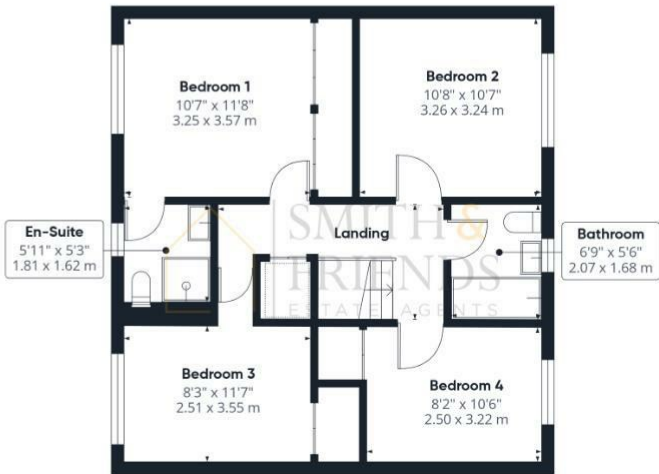 Bedroom 1
10'7" x 11'8"
3.25 x 3.57 m
Bedroom 2
10'8" x 10'7"
3.26 x 3.24 m
En-Suite
5'11" x 5'3"
1.81 x 1.62 m
SMITH &
FRIENDS
ESTATE AGENTS
Landing
Bathroom
6'9" x 5'6"
2.07 x 1.68 m
Bedroom 3
8'3" x 11'7"
2.51 x 3.55 m
Bedroom 4
8'2" x 10'6"
2.50 x 3.22 m